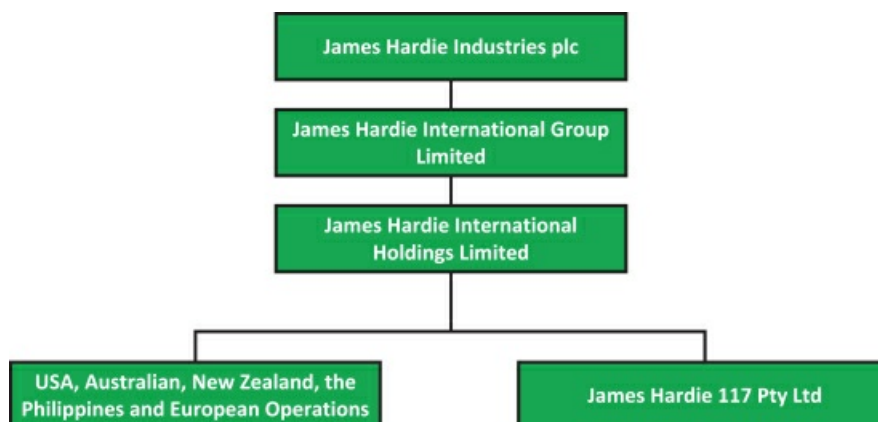 James Hardie Industries plc
James Hardie International Group
Limited
James Hardie International
Holdings Limited
USA, Australian, New Zealand, the
Philippines and European Operations
James Hardie 117 Pty Ltd